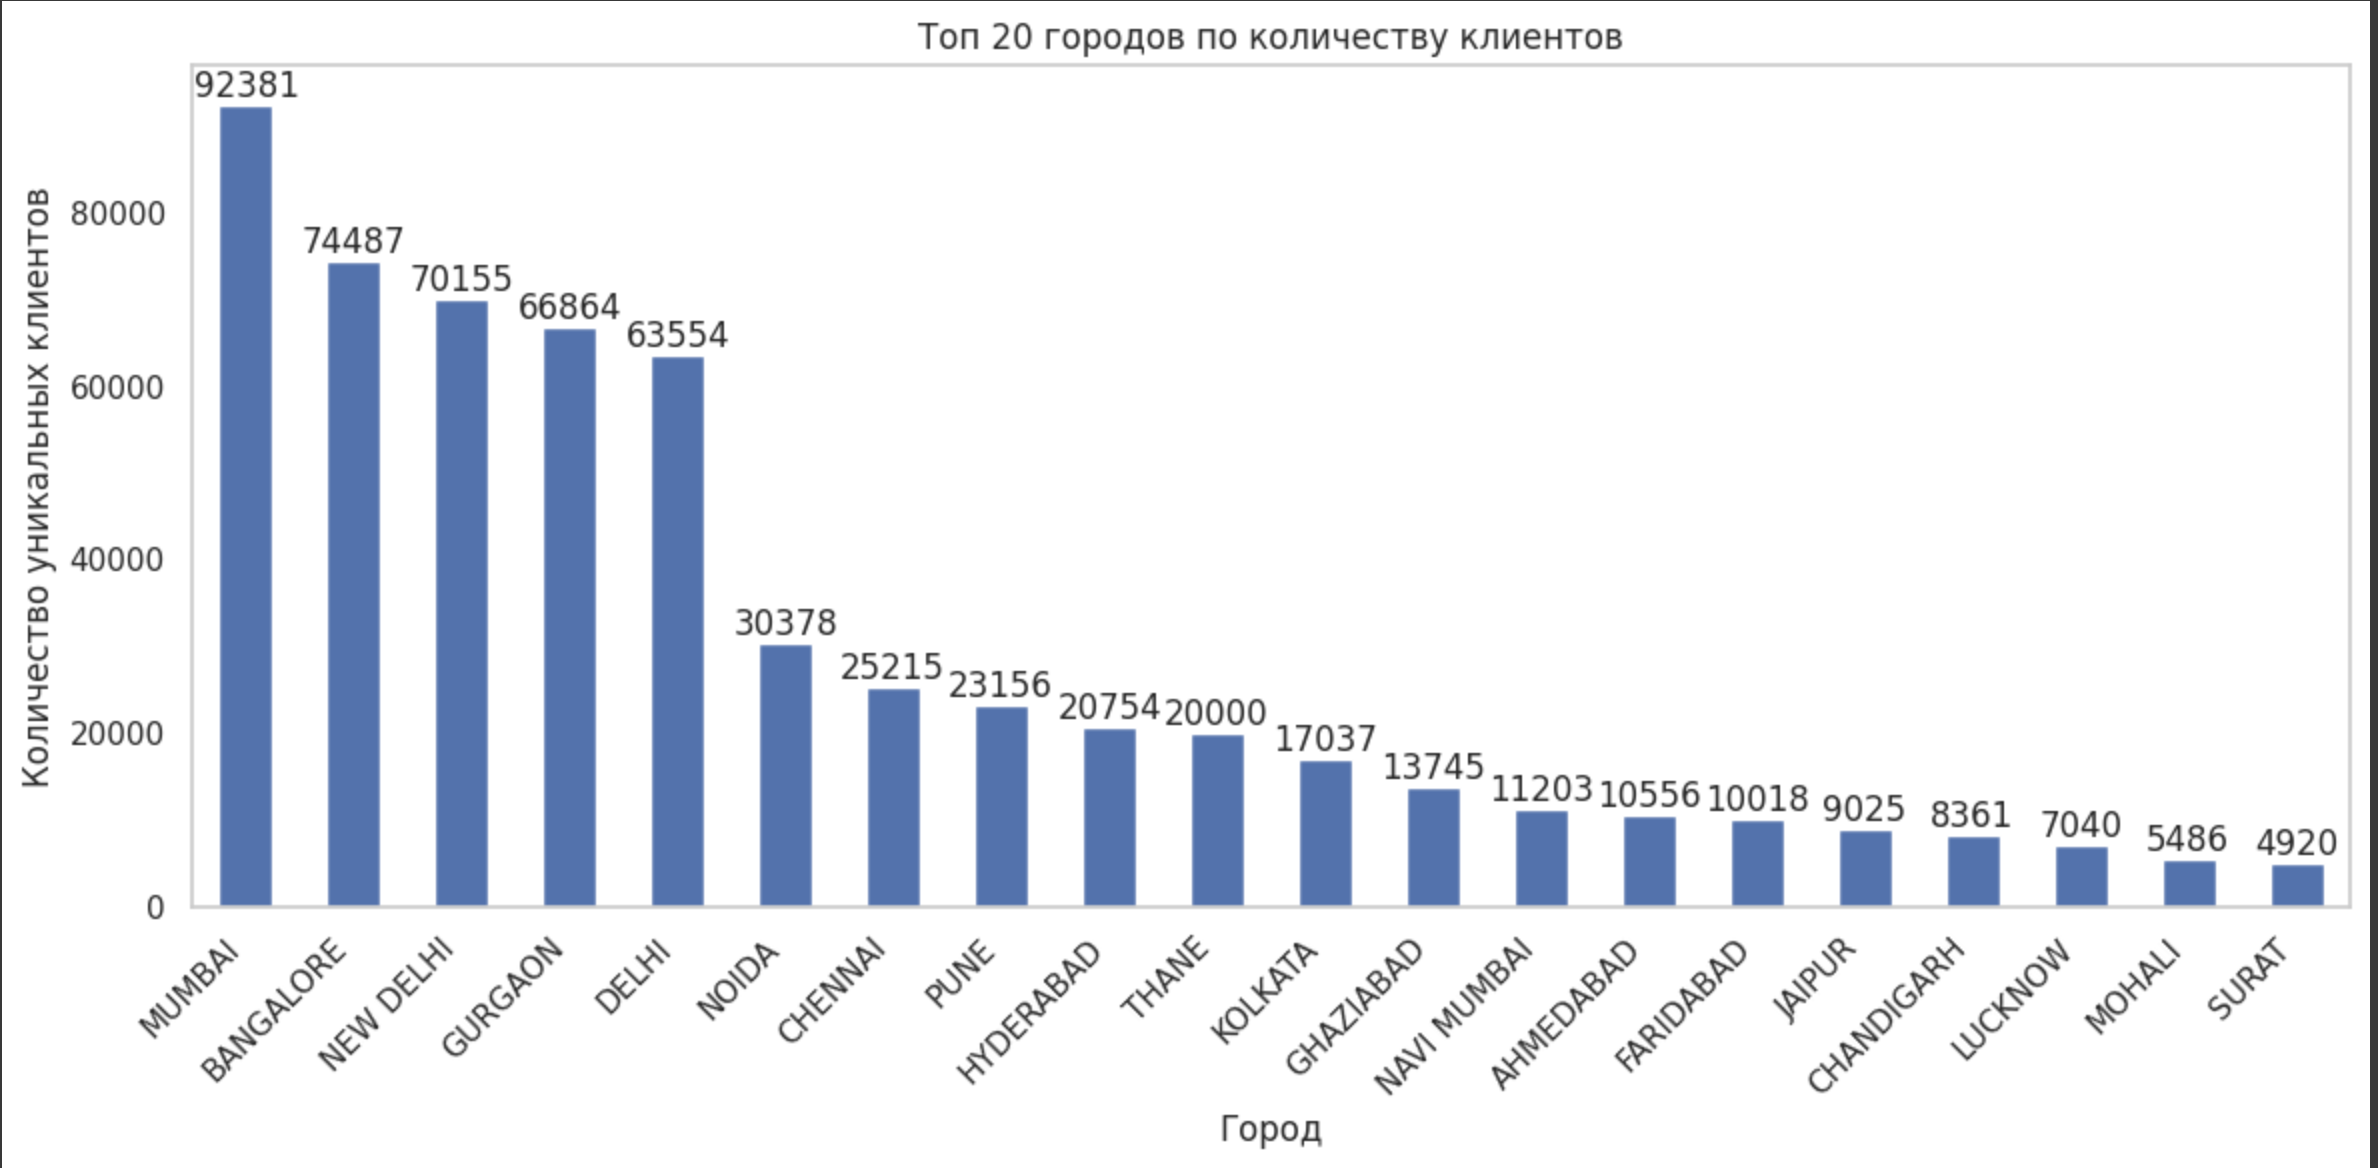 Топ 20 городов по количеству клиентов
Количество уникальных клиентов
80000
60000
40000
20000
0
92381
74487
70155
66864
63554
30378
25215
23156
20754
20000
17037
13745
11203
10556
10018
9025
8361
7040
5486
4920
MUMBAI
BANGALORE
NEW DELHI
GURGAON
DELHI
NOIDA
CHENNAI
PUNE
HYDERABAD
THANE
KOLKATA
GHAZIABAD
NAVI MUMBAI
AHMEDABAD
FARIDABAD
JAIPUR
CHANDIGARH
LUCKNOW
MOHALI
SURAT
Город